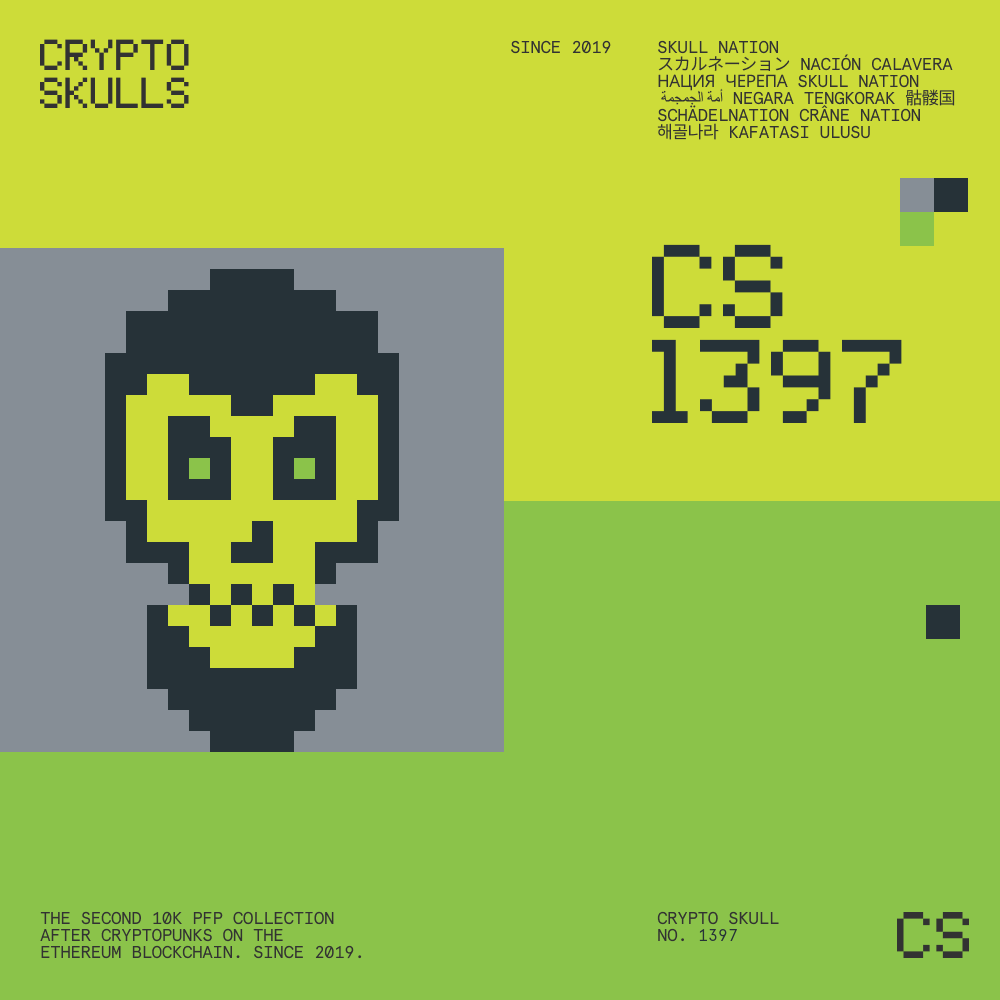 CRYPTO
SKULLS
SINCE 2019
SKULL NATION
スカルネーション NACIÓN CALAVERA
НАЦИЯ ЧЕРЕПА SKULL NATION
أمة الجمجمة NEGARA TENGKORAK 骷髅国
SCHÄDELNATION CRÂNE NATION
해골나라 KAFATASI ULUSU
CS
1397
THE SECOND 10K PFP COLLECTION
AFTER CRYPTOPUNKS ON THE
ETHEREUM BLOCKCHAIN. SINCE 2019.
CRYPTO SKULL
NO. 1397
CS